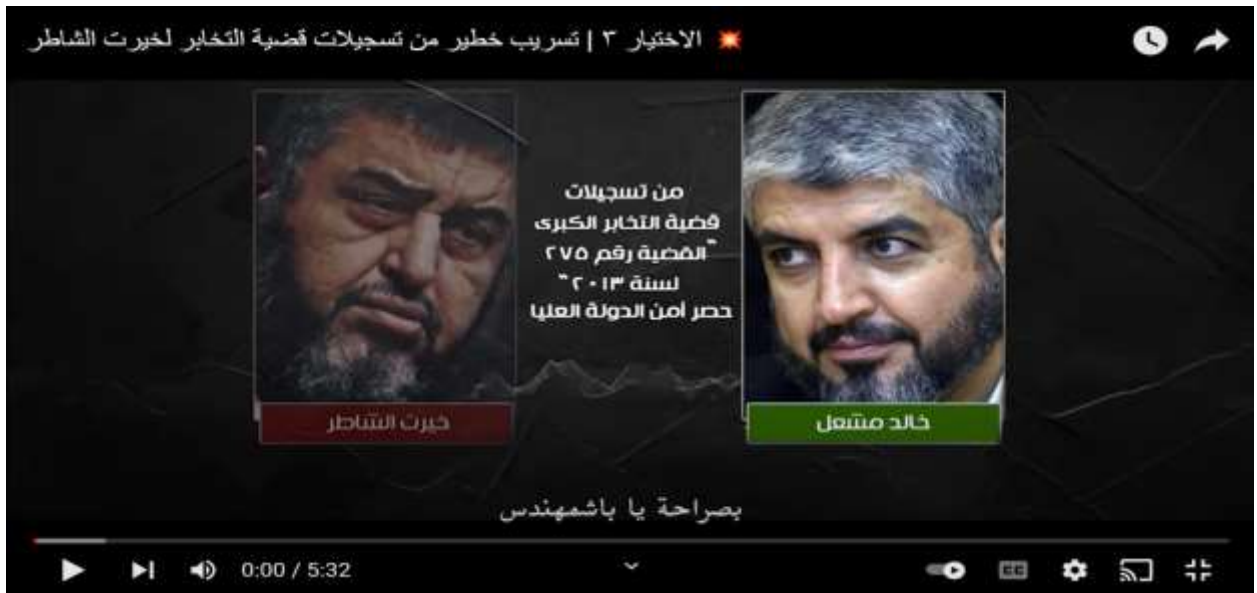 💥 الاختيار ٣ | تسريب خطير من تسجيلات قضية التخابر لخيرت الشاطر
من تسجيلات
قضية التخابر الكبرى
"القضية رقم ٢٧٥
لسنة ٢٠١٣"
حصر أمن الدولة العليا
خيرت الشاطر
خالد مشعل
بصراحة يا باشمهندس
0:00 / 5:32
CC